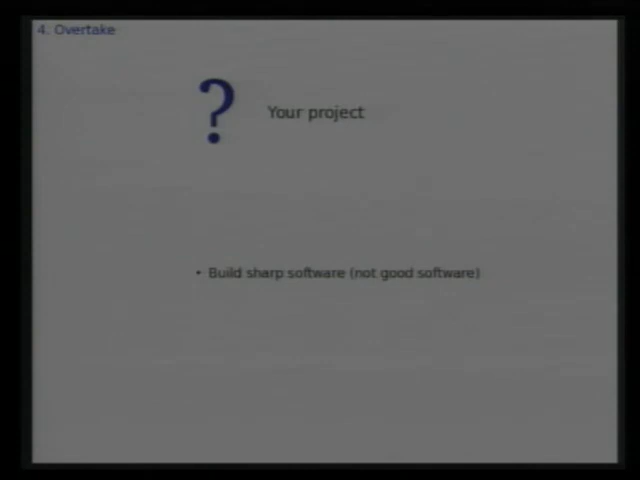 4. Overtake
? Your project
• Build sharp software (not good software)